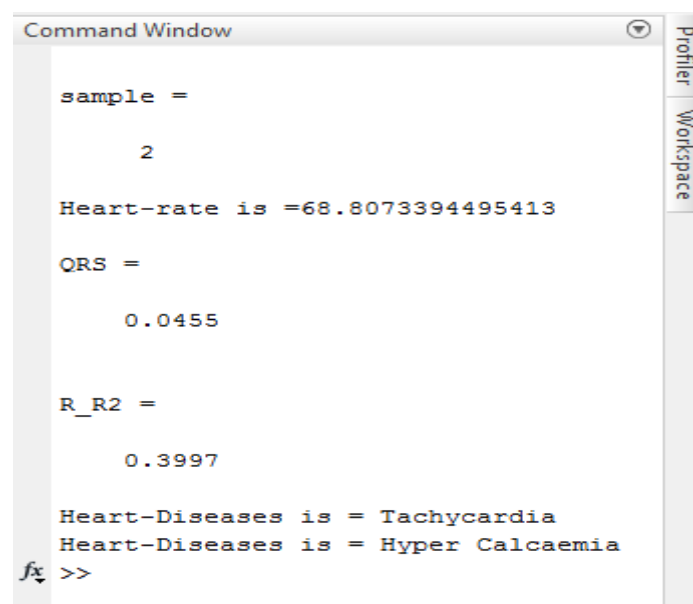 Command Window
sample =
2
Heart-rate is =68.8073394495413
QRS =
0.0455
R_R2 =
0.3997
Heart-Diseases is = Tachycardia
Heart-Diseases is = Hyper Calcaemia
fx >>
Profiler
Workspace